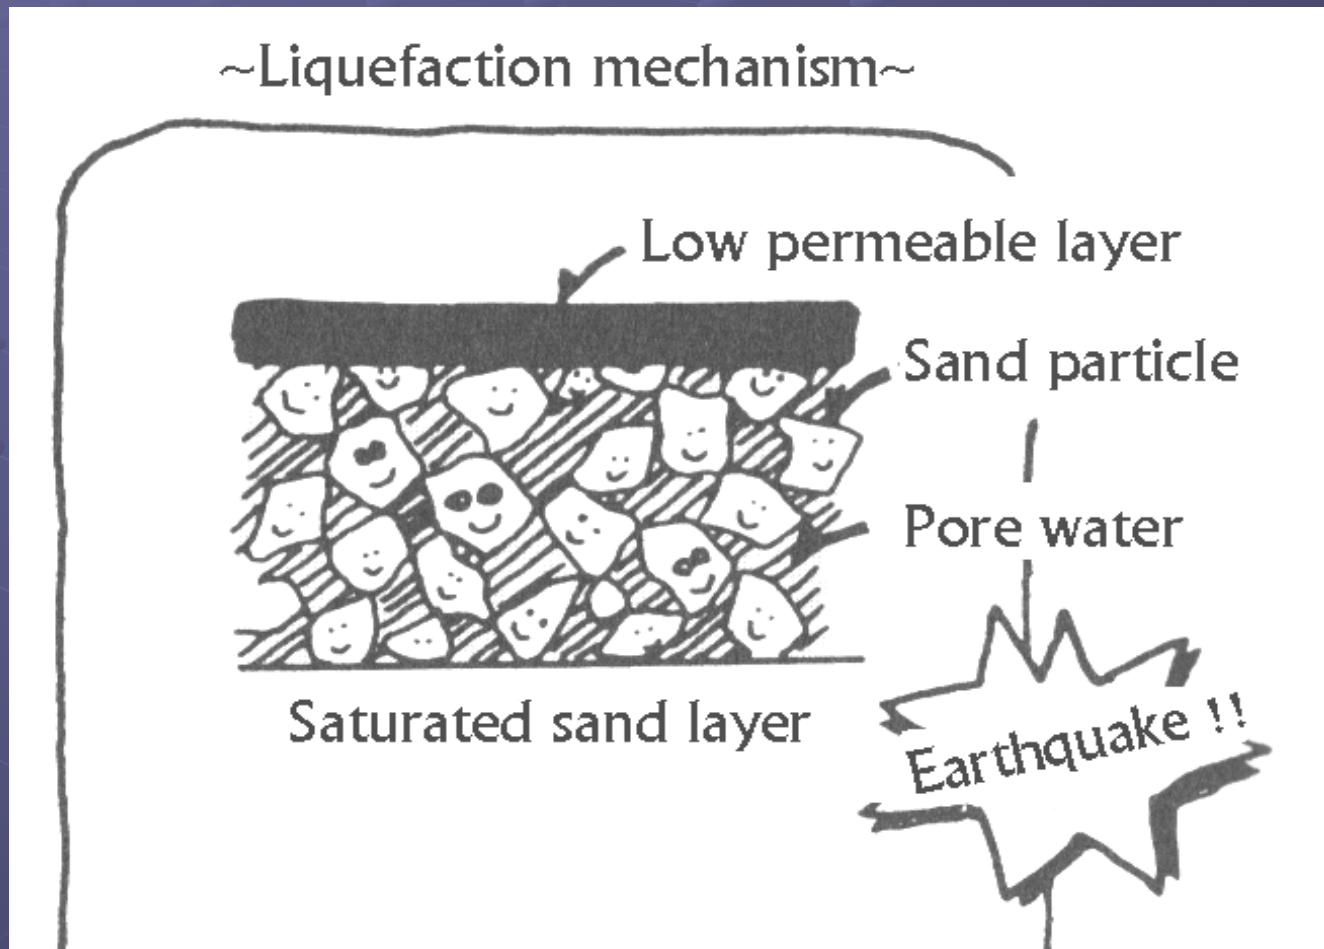 ~Liquefaction mechanism~
Low permeable layer
Sand particle
Pore water
Saturated sand layer
Earthquake !!